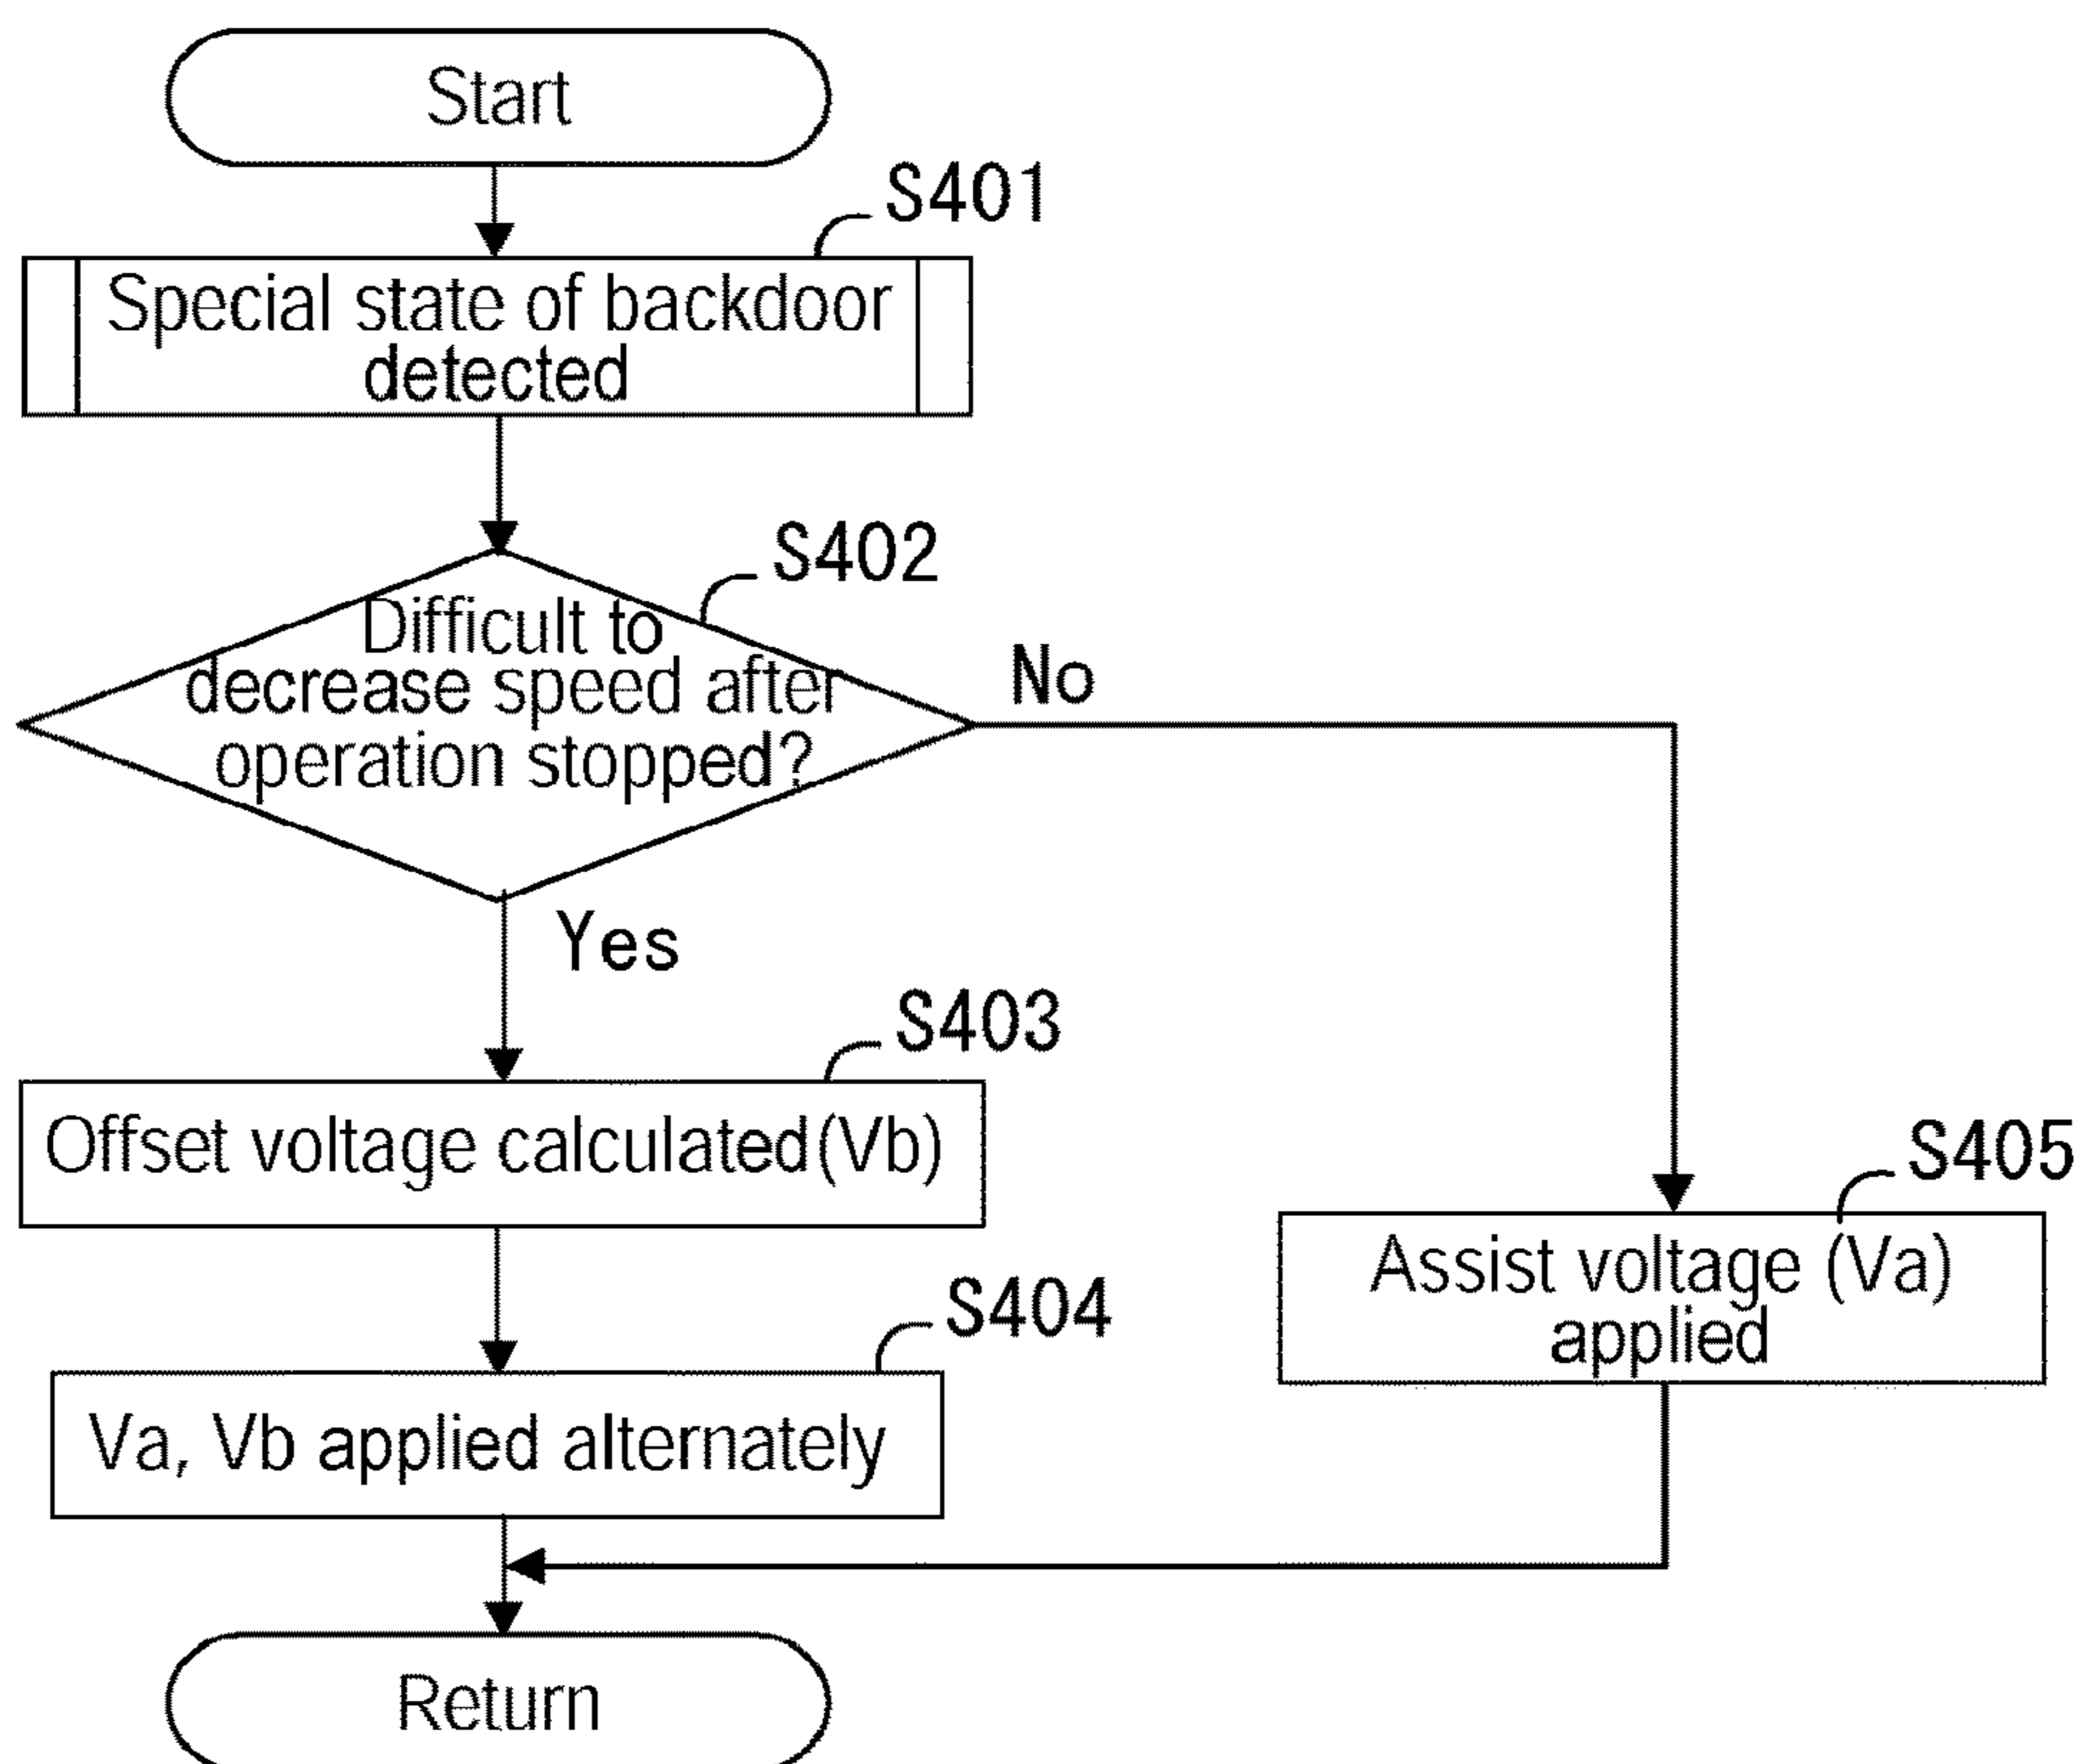 Start
S401
Special state of backdoor
detected
S402
Difficult to
decrease speed after
operation stopped?
No
Yes
S403
Offset voltage calculated(Vb)
S405
Assist voltage (Va)
applied
S404
Va, Vb applied alternately
Return